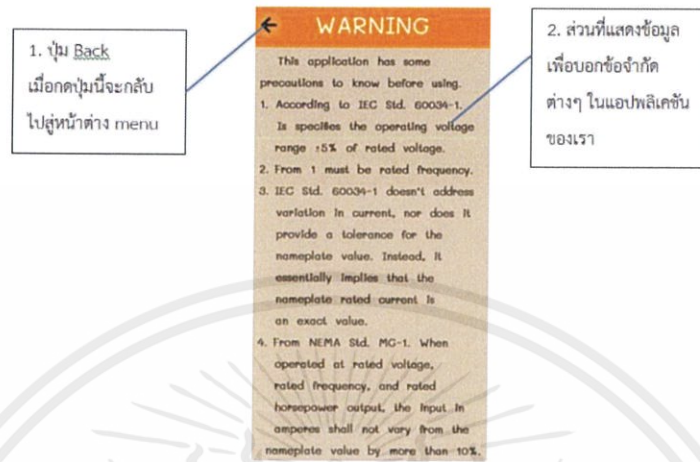 1. ปุ่ม Back
เมื่อกดปุ่มนี้จะกลับ
ไปสู่หน้าต่าง menu
WARNING
This application has some
precautions to know before using.
1. According to IEC Std. 60034-1.
Is specifies the operating voltage
range ±5% of rated voltage.
2. From 1 must be rated frequency.
3. IEC Std. 60034-1 doesn't address
variation in current, nor does it
provide a tolerance for the
nameplate value. Instead, it
essentially implies that the
nameplate rated current is
an exact value.
4. From NEMA Std. MG-1. When
operated at rated voltage,
rated frequency, and rated
horsepower output, the input in
amperes shall not vary from the
nameplate value by more than 10%.
2. ส่วนที่แสดงข้อมูล
เพื่อบอกข้อจำกัด
ต่างๆ ในแอปพลิเคชัน
ของเรา